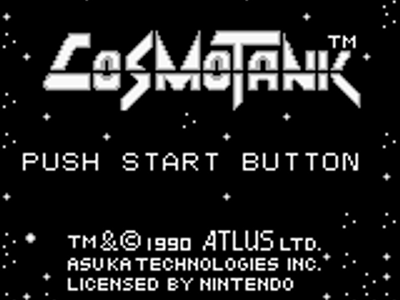 COSMOTANK™
PUSH START BUTTON
TM&©1990 ATLUS LTD.
ASUKA TECHNOLOGIES INC.
LICENSED BY NINTENDO